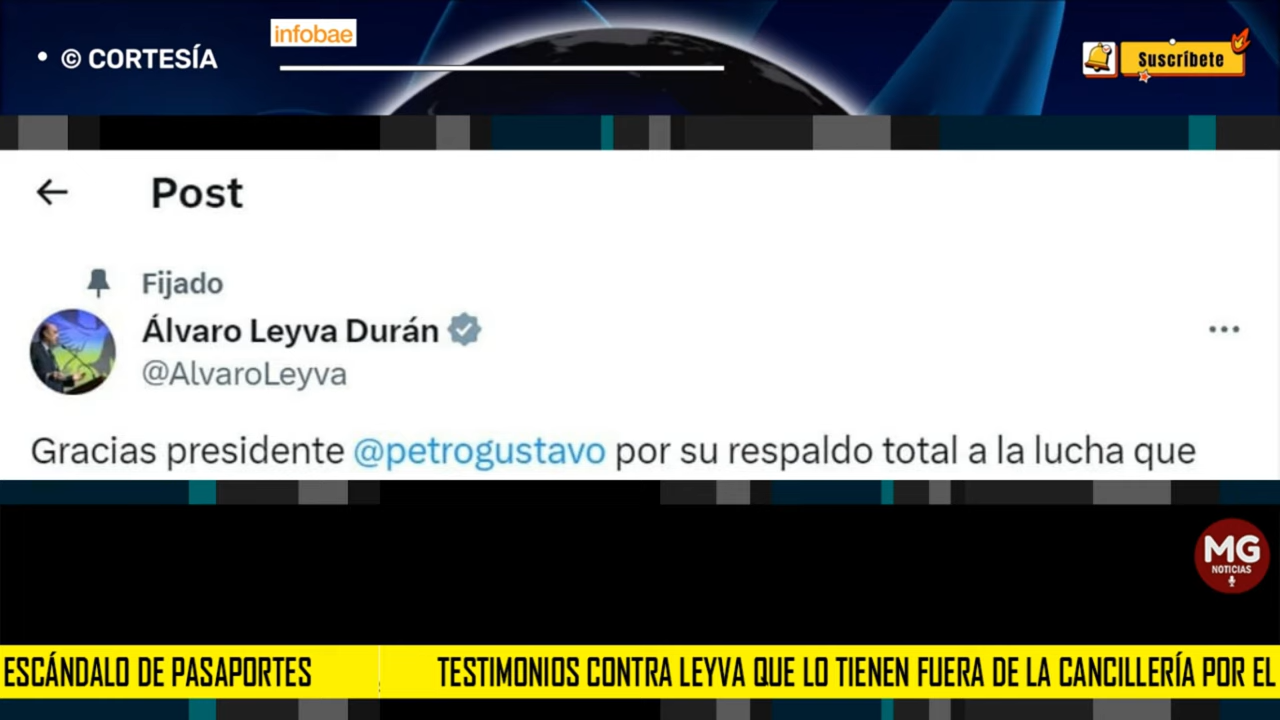 infobae
• © CORTESÍA
Suscríbete
Post
Fijado
Álvaro Leyva Durán
@AlvaroLeyva
Gracias presidente @petrogustavo por su respaldo total a la lucha que
MG
NOTICIAS
ESCÁNDALO DE PASAPORTES TESTIMONIOS CONTRA LEYVA QUE LO TIENEN FUERA DE LA CANCILLERÍA POR EL